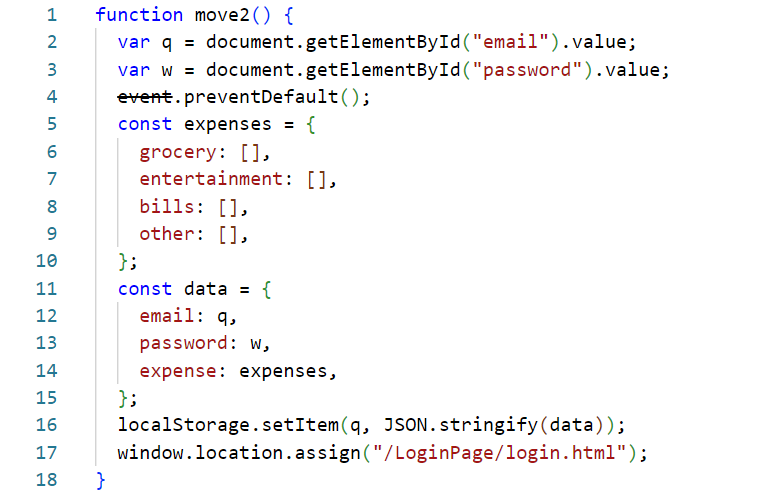 1 function move2() {
2 var q = document.getElementById("email").value;
3 var w = document.getElementById("password").value;
4 event.preventDefault();
5 const expenses = {
6 grocery: [],
7 entertainment: [],
8 bills: [],
9 other: [],
10 };
11 const data = {
12 email: q,
13 password: w,
14 expense: expenses,
15 };
16 localStorage.setItem(q, JSON.stringify(data));
17 window.location.assign("/LoginPage/login.html");
18 }